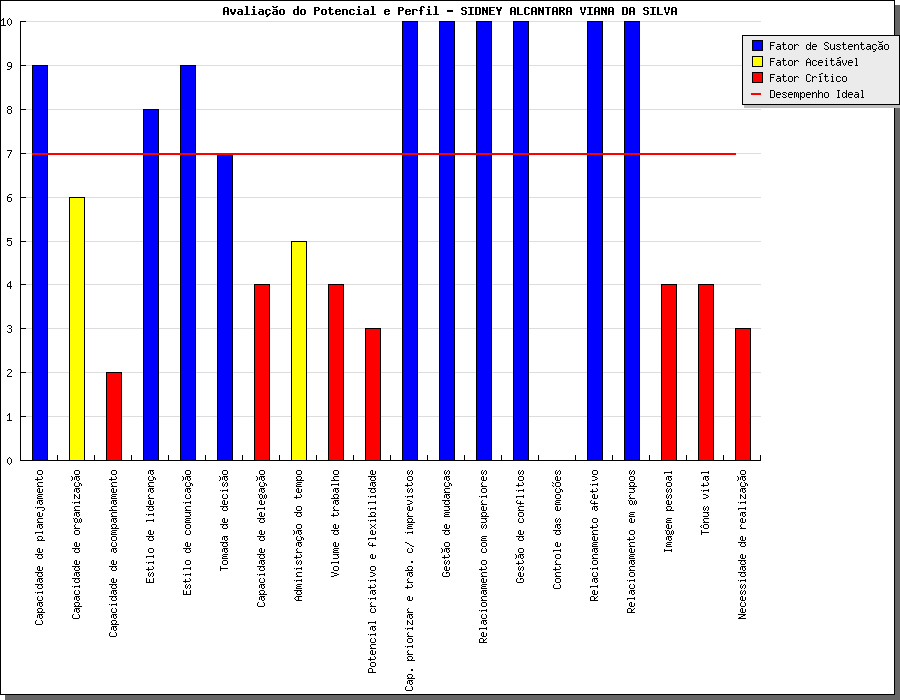 Avaliação do Potencial e Perfil - SIDNEY ALCANTARA VIANA DA SILVA
Fator de Sustentação
Fator Aceitável
Fator Crítico
Desempenho Ideal
10
9
8
7
6
5
4
3
2
1
0
Capacidade de planejamento
Capacidade de organização
Capacidade de acompanhamento
Estilo de liderança
Estilo de comunicação
Tomada de decisão
Capacidade de delegação
Administração do tempo
Volume de trabalho
Potencial criativo e flexibilidade
Cap. priorizar e trab. c/ imprevistos
Gestão de mudanças
Relacionamento com superiores
Gestão de conflitos
Controle das emoções
Relacionamento afetivo
Relacionamento em grupos
Imagem pessoal
Tônus vital
Necessidade de realização